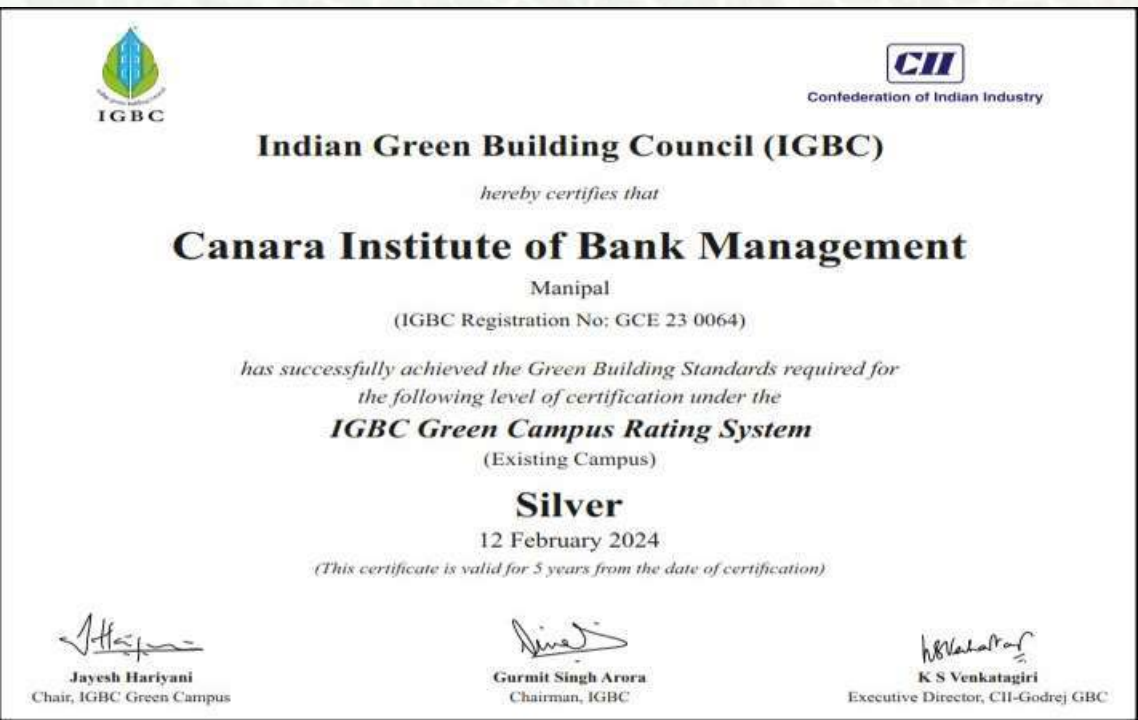 IGBC
CII
Confederation of Indian Industry
Indian Green Building Council (IGBC)
hereby certifies that
Canara Institute of Bank Management
Manipal
(IGBC Registration No: GCE 23 0064)
has successfully achieved the Green Building Standards required for
the following level of certification under the
IGBC Green Campus Rating System
(Existing Campus)
Silver
12 February 2024
(This certificate is valid for 5 years from the date of certification)
Jayesh Hariyani
Chair, IGBC Green Campus
Gurmit Singh Arora
Chairman, IGBC
K S Venkatagiri
Executive Director, CII-Godrej GBC